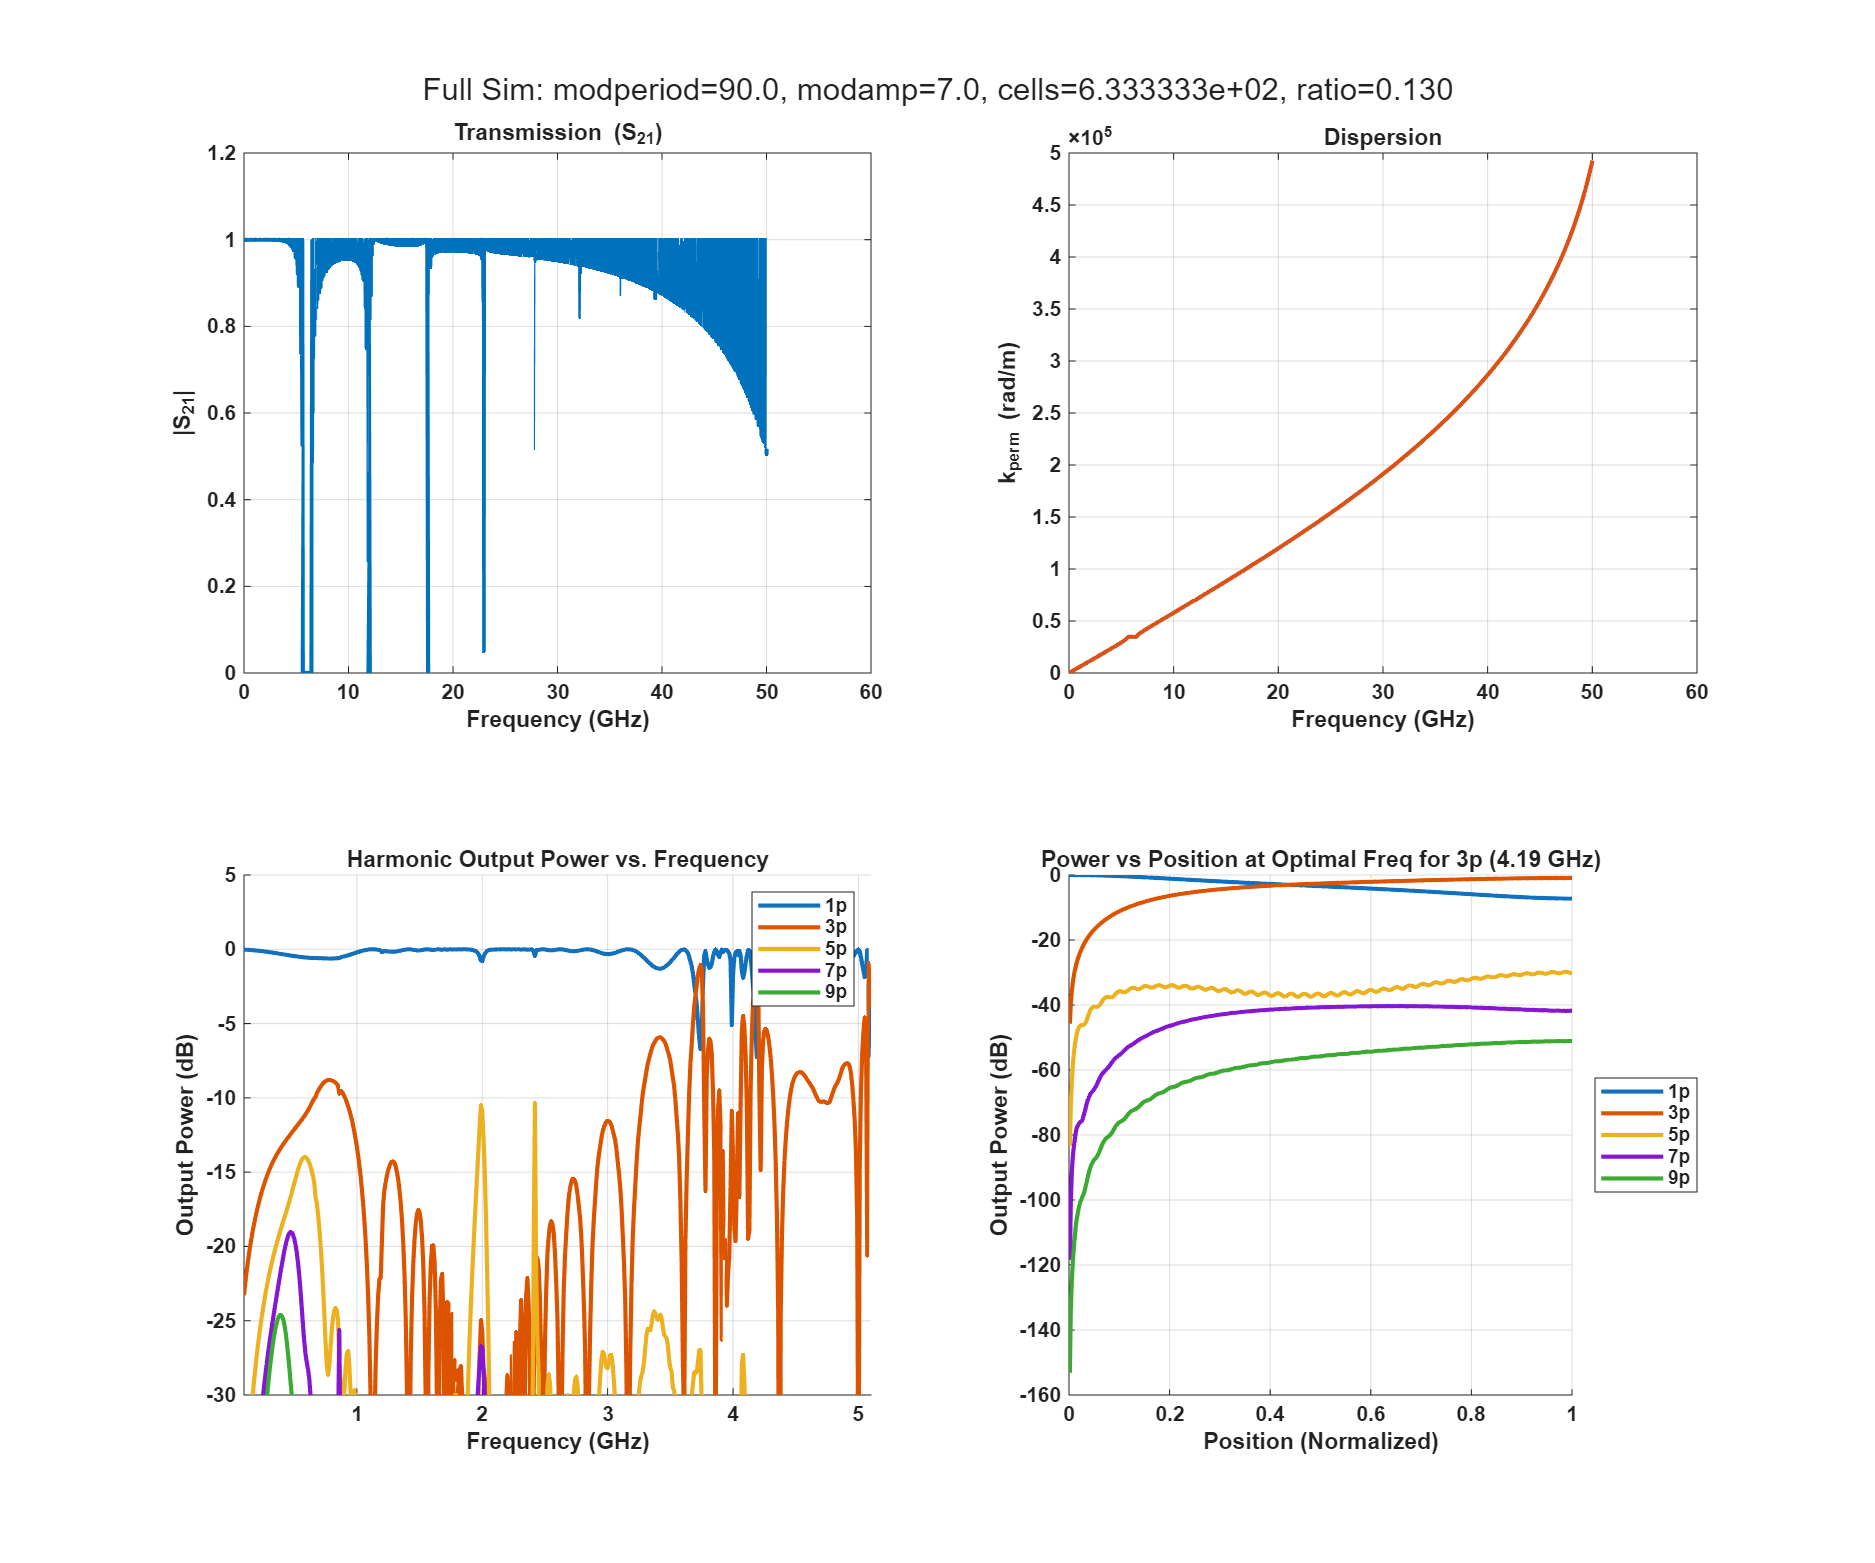 Full Sim: modperiod=90.0, modamp=7.0, cells=6.333333e+02, ratio=0.130
Transmission (S21)
1.2
1
0.8
0.6
0.4
0.2
0
|S21|
0 10 20 30 40 50 60
Frequency (GHz)
×10^5
Dispersion
5
4.5
4
3.5
3
2.5
2
1.5
1
0.5
0
kperm (rad/m)
0 10 20 30 40 50 60
Frequency (GHz)
Harmonic Output Power vs. Frequency
5
0
-5
-10
-15
-20
-25
-30
Output Power (dB)
1p
3p
5p
7p
9p
1 2 3 4 5
Frequency (GHz)
Power vs Position at Optimal Freq for 3p (4.19 GHz)
0
-20
-40
-60
-80
-100
-120
-140
-160
Output Power (dB)
0 0.2 0.4 0.6 0.8 1
Position (Normalized)
1p
3p
5p
7p
9p